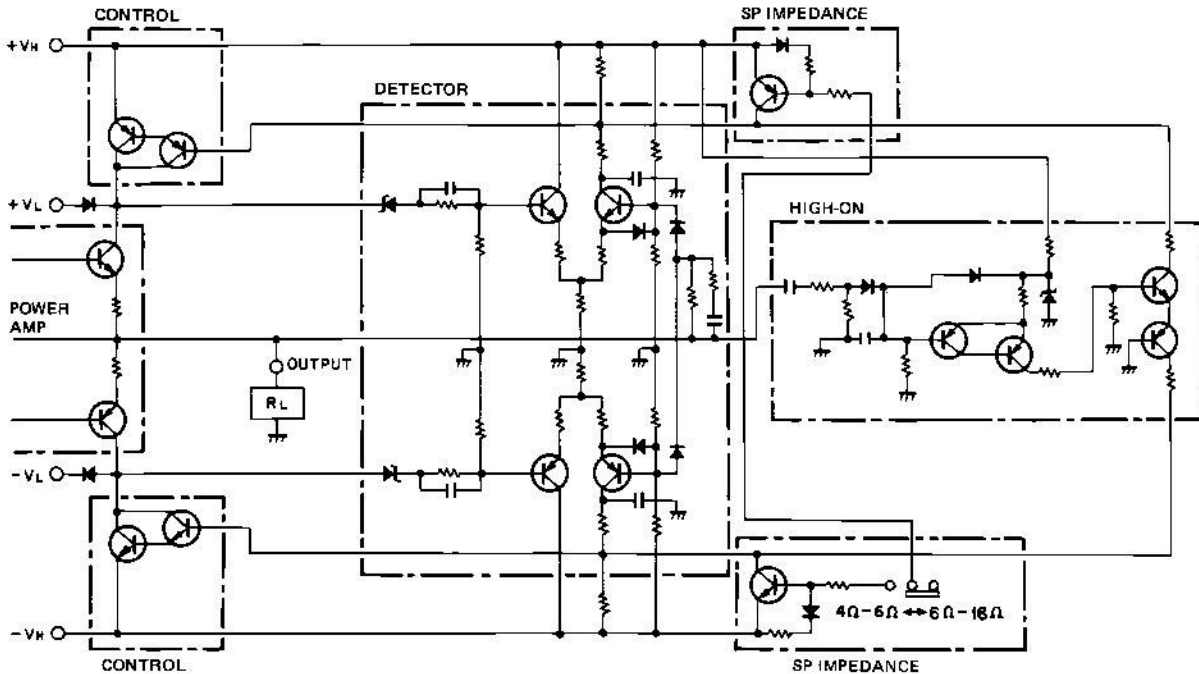 CONTROL
SP IMPEDANCE
+VH
DETECTOR
+VL
HIGH-ON
POWER
AMP
OUTPUT
RL
-VL
4Ω-6Ω↔6Ω-16Ω
-VH
CONTROL
SP IMPEDANCE